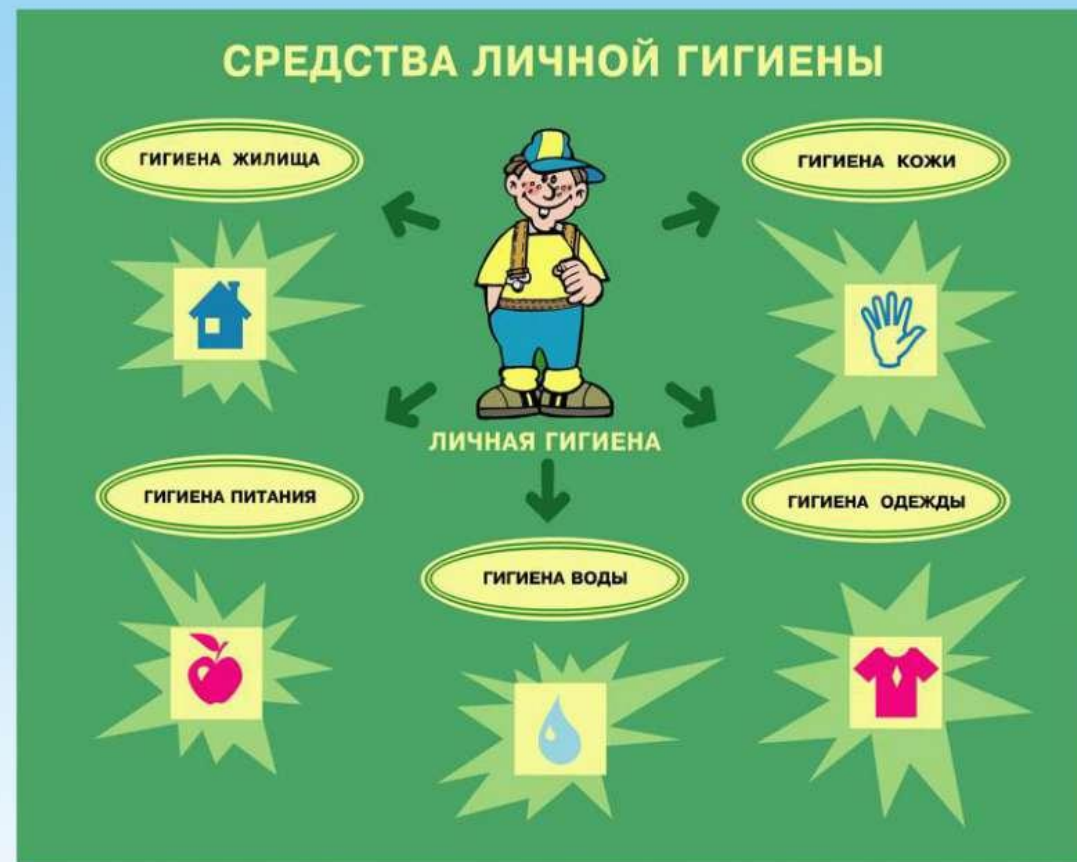 СРЕДСТВА ЛИЧНОЙ ГИГИЕНЫ
ГИГИЕНА ЖИЛИЩА
ГИГИЕНА КОЖИ
ЛИЧНАЯ ГИГИЕНА
ГИГИЕНА ПИТАНИЯ
ГИГИЕНА ОДЕЖДЫ
ГИГИЕНА ВОДЫ